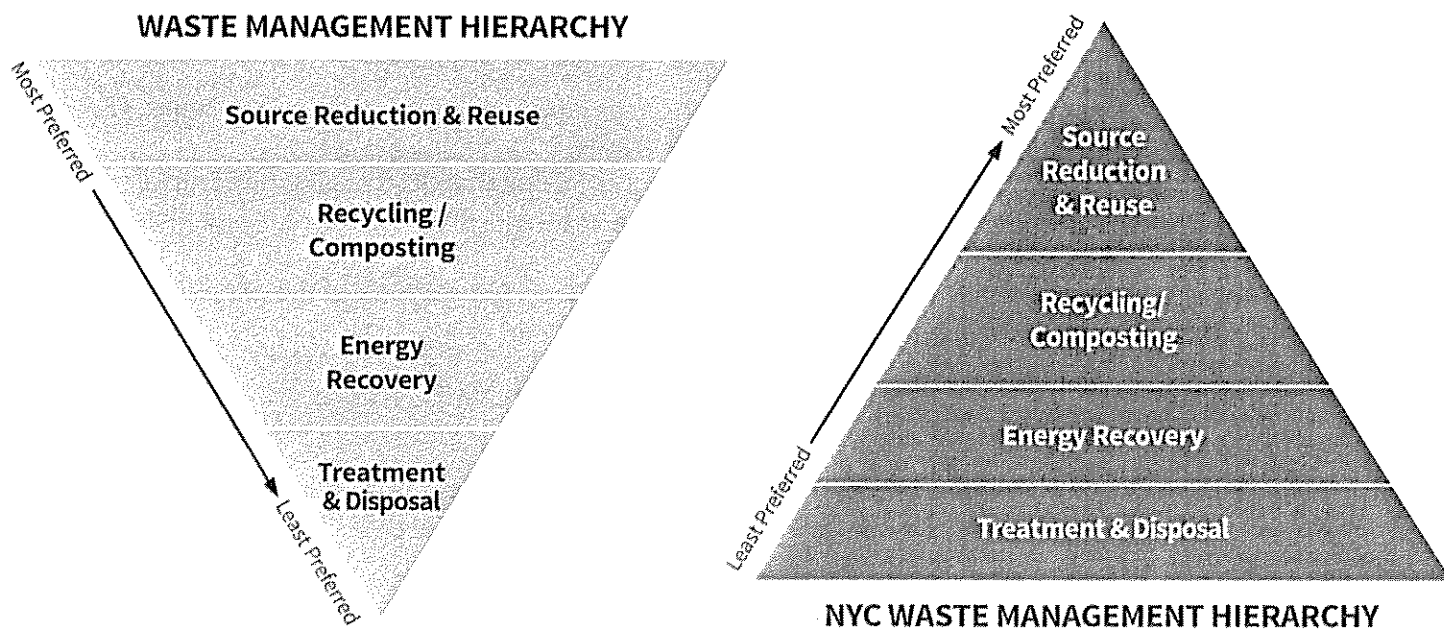 WASTE MANAGEMENT HIERARCHY
Most Preferred
Source Reduction & Reuse
Recycling /
Composting
Energy
Recovery
Treatment
& Disposal
Least Preferred
Most Preferred
Source
Reduction
& Reuse
Recycling/
Composting
Energy Recovery
Treatment & Disposal
Least Preferred
NYC WASTE MANAGEMENT HIERARCHY